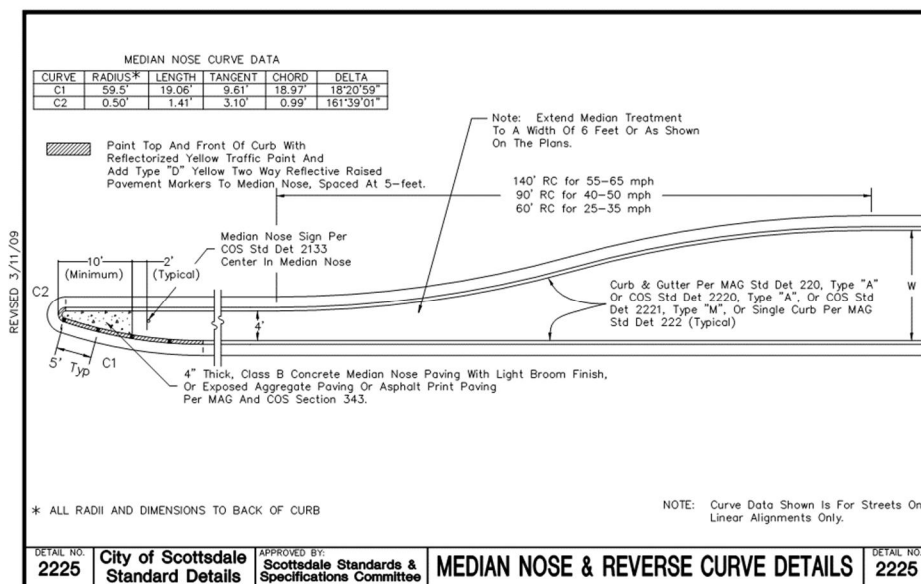 MEDIAN NOSE CURVE DATA
CURVE RADIUS* LENGTH TANGENT CHORD DELTA
C1 59.5' 19.06' 9.61' 18.97' 18°20'59"
C2 0.50' 1.41' 3.10' 0.99' 161°39'01"
Paint Top And Front Of Curb With
Reflectorized Yellow Traffic Paint And
Add Type "D" Yellow Two Way Reflective Raised
Pavement Markers To Median Nose, Spaced At 5-feet.
Note: Extend Median Treatment
To A Width Of 6 Feet Or As Shown
On The Plans.
140' RC for 55-65 mph
90' RC for 40-50 mph
60' RC for 25-35 mph
Median Nose Sign Per
COS Std Det 2133
Center In Median Nose
10'
(Minimum)
2'
(Typical)
C2
4'
W
Curb & Gutter Per MAG Std Det 220, Type "A"
Or COS Std Det 2220, Type "A", Or COS Std
Det 2221, Type "M", Or Single Curb Per MAG
Std Det 222 (Typical)
5' Typ
C1
4" Thick, Class B Concrete Median Nose Paving With Light Broom Finish,
Or Exposed Aggregate Paving Or Asphalt Print Paving
Per MAG And COS Section 343.
REVISED 3/11/09
* ALL RADII AND DIMENSIONS TO BACK OF CURB
NOTE: Curve Data Shown Is For Streets On
Linear Alignments Only.
DETAIL NO.
2225
City of Scottsdale
Standard Details
APPROVED BY:
Scottsdale Standards &
Specifications Committee
MEDIAN NOSE & REVERSE CURVE DETAILS
DETAIL NO.
2225